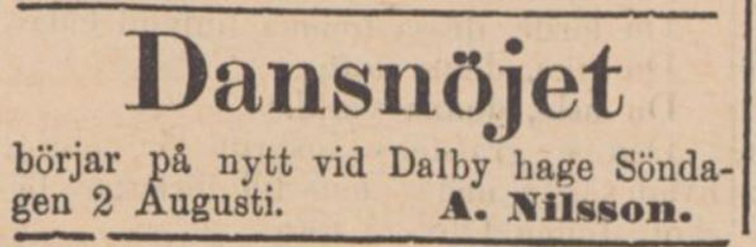 Dansnöjet
börjar på nytt vid Dalby hage Sönda-
gen 2 Augusti. A. Nilsson.